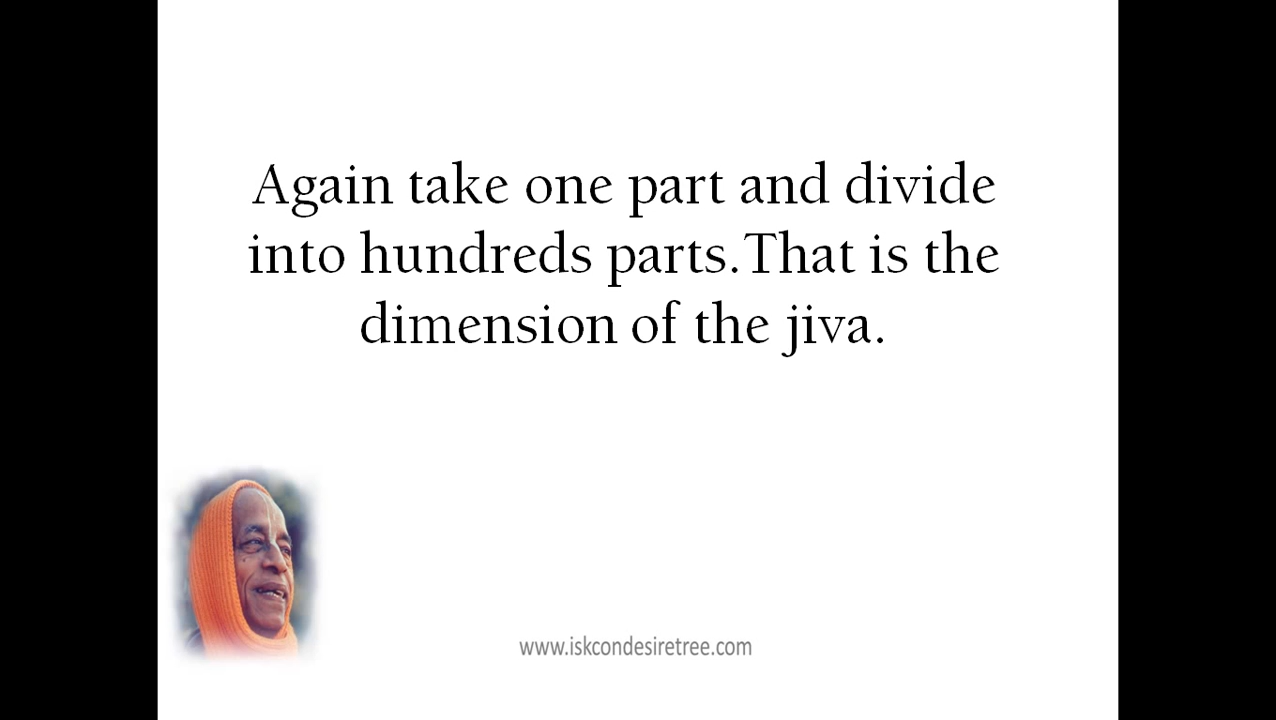 Again take one part and divide
into hundreds parts.That is the
dimension of the jiva.
www.iskcondesiretree.com